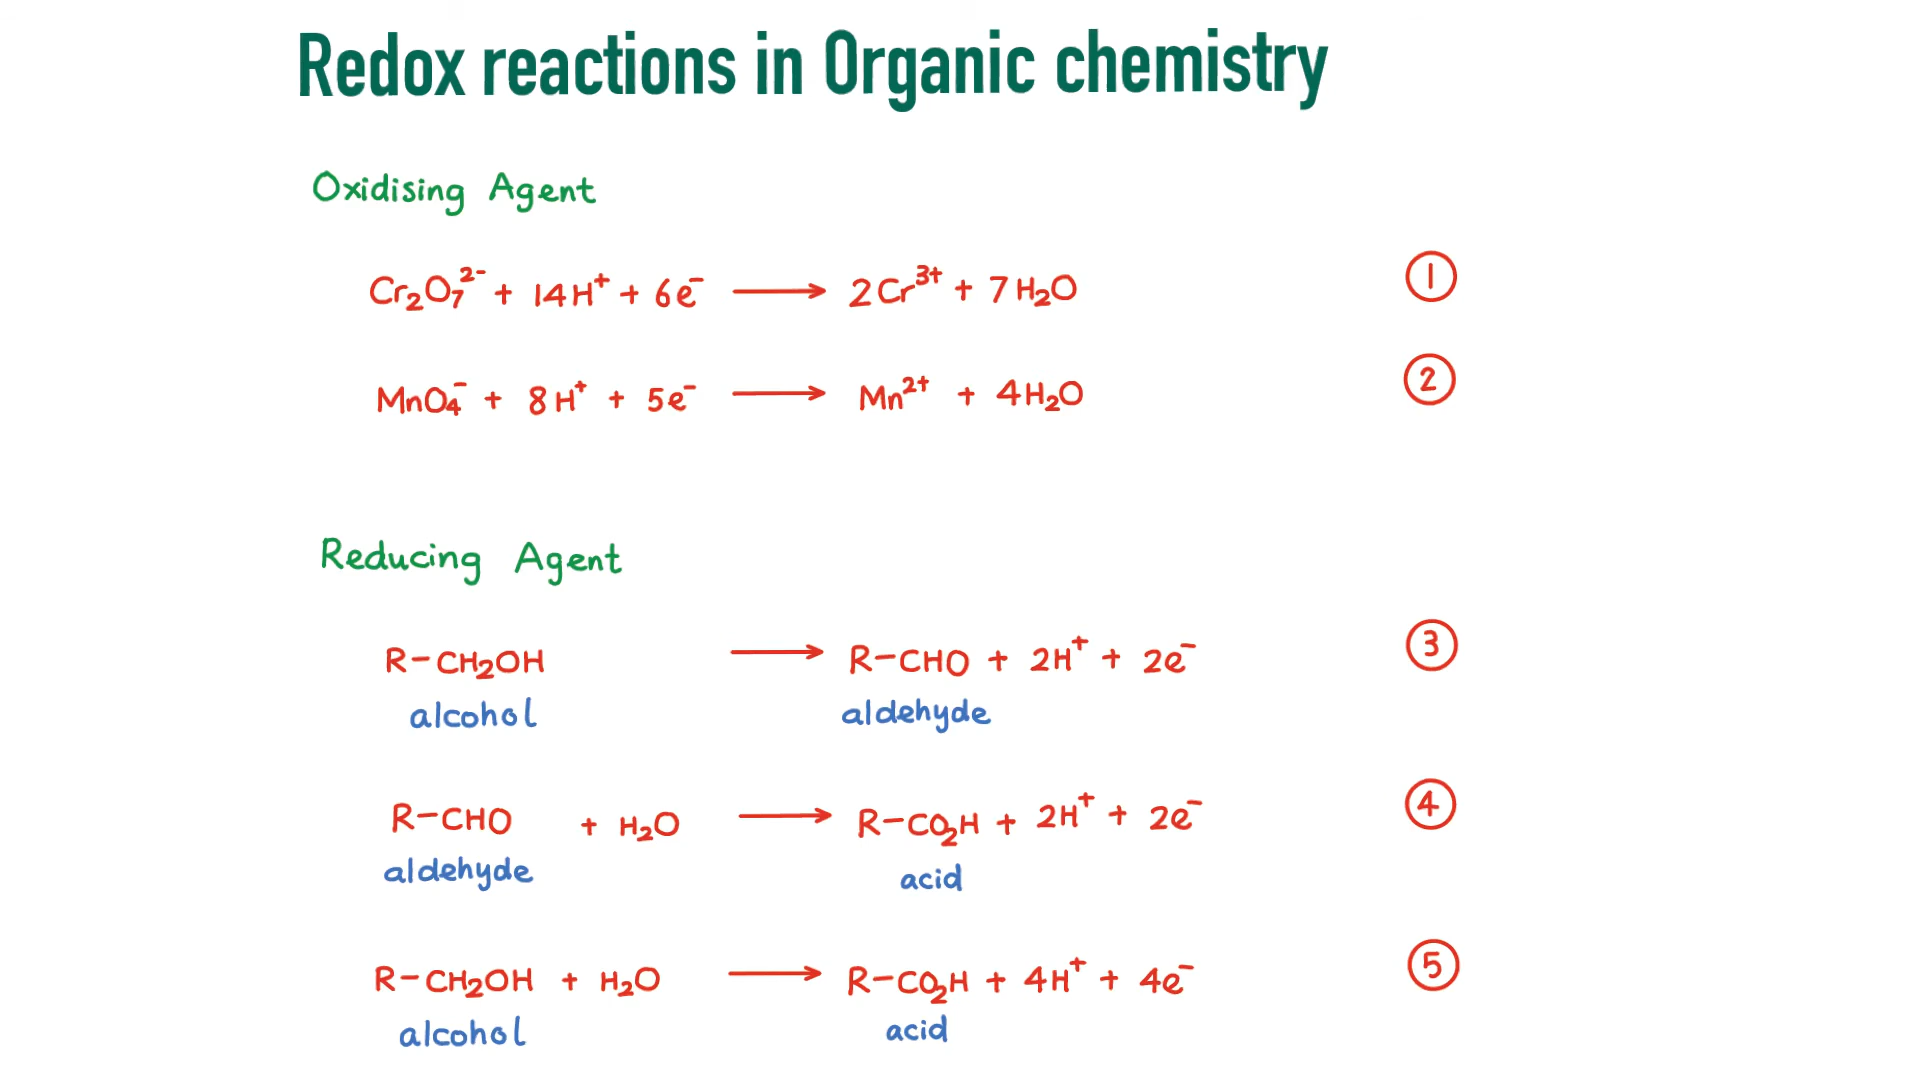 Redox reactions in Organic chemistry
Oxidising Agent
Cr₂O₇²⁻ + 14H⁺ + 6e⁻ ⟶ 2Cr³⁺ + 7H₂O ①
MnO₄⁻ + 8H⁺ + 5e⁻ ⟶ Mn²⁺ + 4H₂O ②
Reducing Agent
R-CH₂OH ⟶ R-CHO + 2H⁺ + 2e⁻ ③
alcohol aldehyde
R-CHO + H₂O ⟶ R-CO₂H + 2H⁺ + 2e⁻ ④
aldehyde acid
R-CH₂OH + H₂O ⟶ R-CO₂H + 4H⁺ + 4e⁻ ⑤
alcohol acid